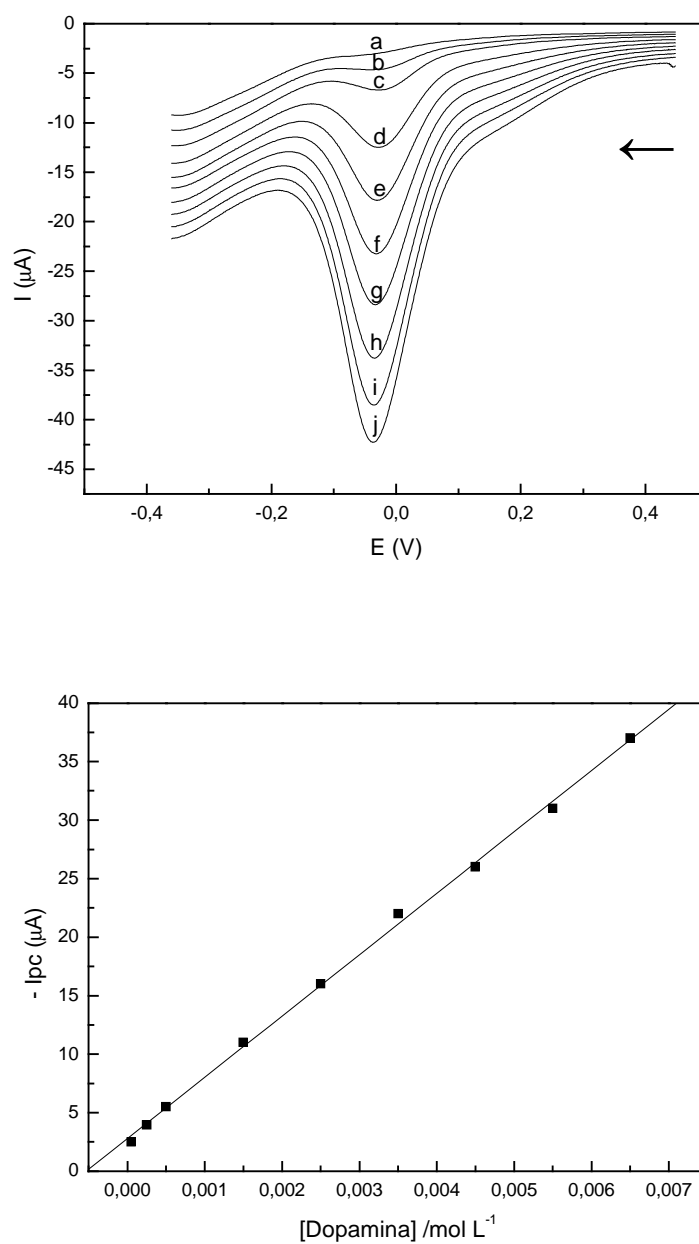 0
-5
-10
-15
-20
-25
-30
-35
-40
-45
I (μA)
a
b
c
d
e
f
g
h
i
j
←
-0,4 -0,2 0,0 0,2 0,4
E (V)
40
35
30
25
20
15
10
5
0
- Ipc (μA)
0,000 0,001 0,002 0,003 0,004 0,005 0,006 0,007
[Dopamina] /mol L⁻¹